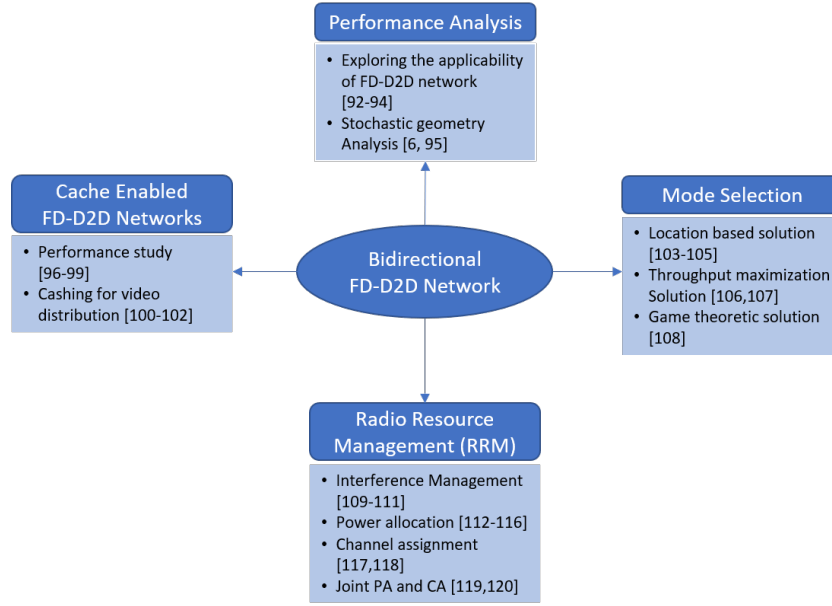 Performance Analysis
• Exploring the applicability
of FD-D2D network
[92-94]
• Stochastic geometry
Analysis [6, 95]
Cache Enabled
FD-D2D Networks
• Performance study
[96-99]
• Cashing for video
distribution [100-102]
Bidirectional
FD-D2D Network
Mode Selection
• Location based solution
[103-105]
• Throughput maximization
Solution [106,107]
• Game theoretic solution
[108]
Radio Resource
Management (RRM)
• Interference Management
[109-111]
• Power allocation [112-116]
• Channel assignment
[117,118]
• Joint PA and CA [119,120]